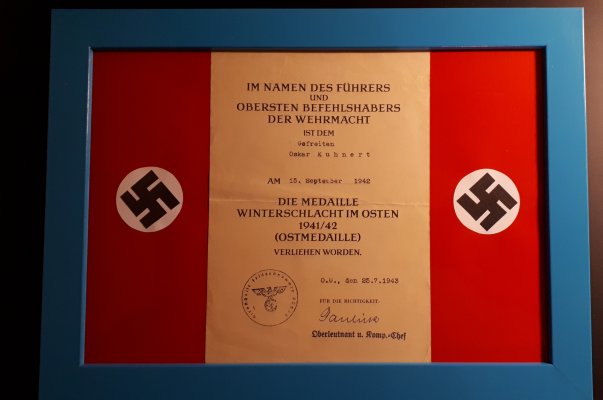 IM NAMEN DES FÜHRERS
UND
OBERSTEN BEFEHLSHABERS
DER WEHRMACHT
IST DEM
Gefreiten
Oskar Kuhnert
AM 15. September 1942
DIE MEDAILLE
WINTERSCHLACHT IM OSTEN
1941/42
(OSTMEDAILLE)
VERLIEHEN WORDEN.
O.U., den 25.7.1943
FÜR DIE RICHTIGKEIT:
Oberleutnant u. Komp.-Chef